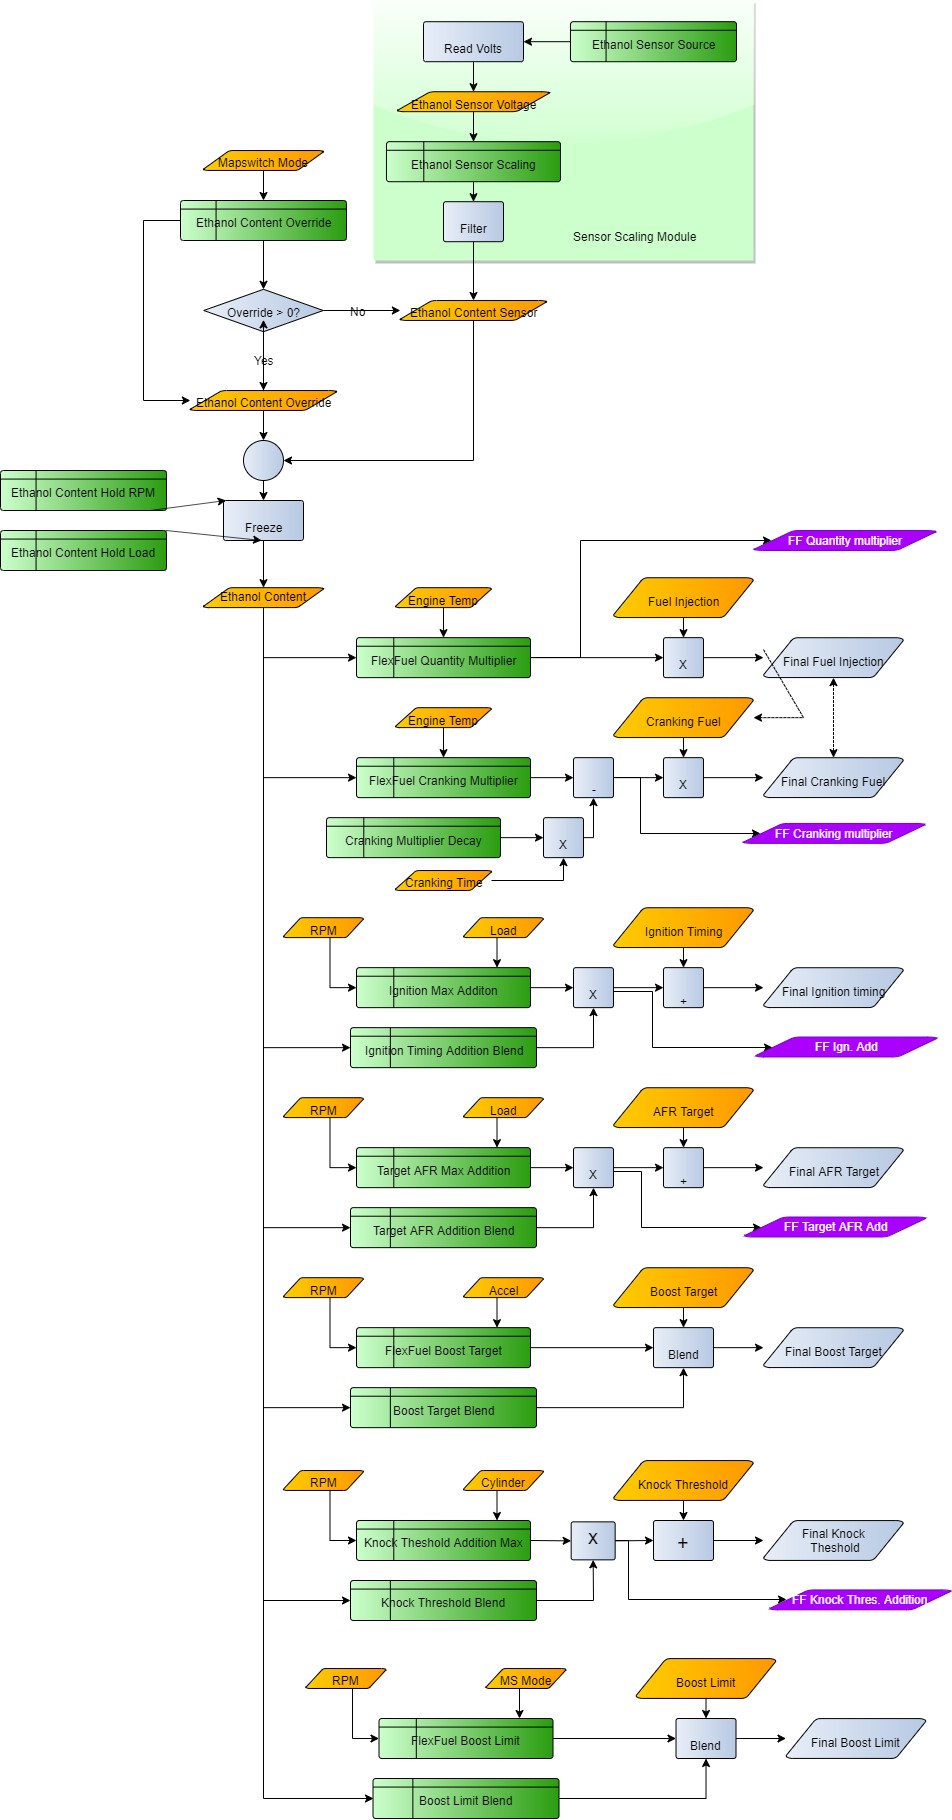 Read Volts
Ethanol Sensor Source
Ethanol Sensor Voltage
Mapswitch Mode
Ethanol Sensor Scaling
Ethanol Content Override
Filter
Sensor Scaling Module
Override > 0?
No
Ethanol Content Sensor
Yes
Ethanol Content Override
Ethanol Content Hold RPM
Freeze
Ethanol Content Hold Load
FF Quantity multiplier
Ethanol Content
Engine Temp
Fuel Injection
FlexFuel Quantity Multiplier
X
Final Fuel Injection
Engine Temp
Cranking Fuel
FlexFuel Cranking Multiplier
-
X
Final Cranking Fuel
FF Cranking multiplier
Cranking Multiplier Decay
X
Cranking Time
RPM
Load
Ignition Timing
Ignition Max Additon
X
+
Final Ignition timing
Ignition Timing Addition Blend
FF Ign. Add
RPM
Load
AFR Target
Target AFR Max Addition
X
+
Final AFR Target
Target AFR Addition Blend
FF Target AFR Add
RPM
Accel
Boost Target
FlexFuel Boost Target
Blend
Final Boost Target
Boost Target Blend
RPM
Cylinder
Knock Threshold
Knock Theshold Addition Max
X
+
Final Knock
Theshold
Knock Threshold Blend
FF Knock Thres. Addition
RPM
MS Mode
Boost Limit
FlexFuel Boost Limit
Blend
Final Boost Limit
Boost Limit Blend